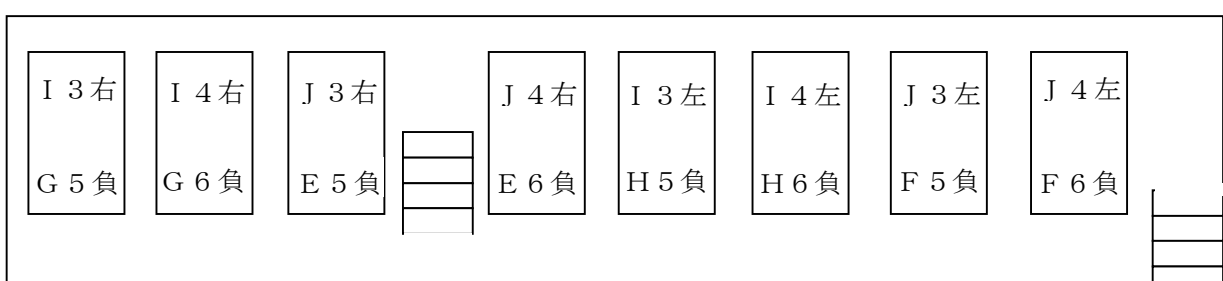 Ｉ３右 Ｉ４右 Ｊ３右 Ｊ４右 Ｉ３左 Ｉ４左 Ｊ３左 Ｊ４左
Ｇ５負 Ｇ６負 Ｅ５負 Ｅ６負 Ｈ５負 Ｈ６負 Ｆ５負 Ｆ６負